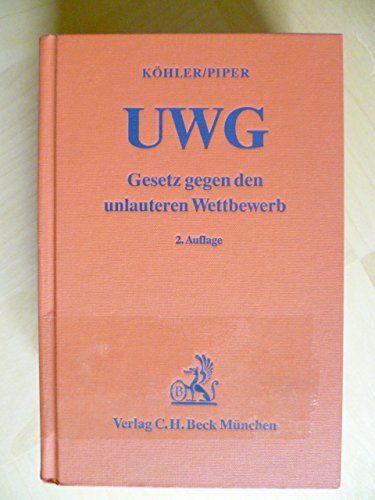 KÖHLER/PIPER
UWG
Gesetz gegen den
unlauteren Wettbewerb
2. Auflage
B
Verlag C. H. Beck München